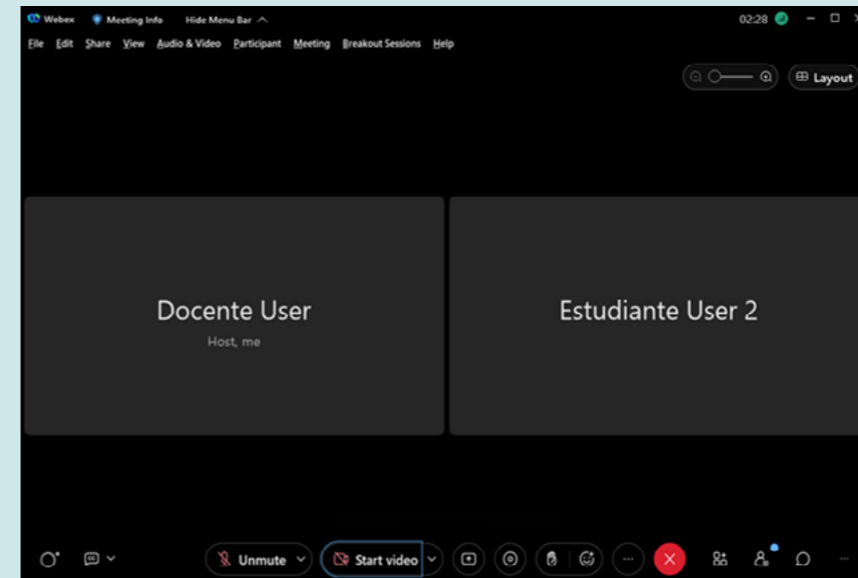 Webex Meeting Info Hide Menu Bar 02:28
File Edit Share View Audio & Video Participant Meeting Breakout Sessions Help
Layout
Docente User
Host, me
Estudiante User 2
CC Unmute Start video